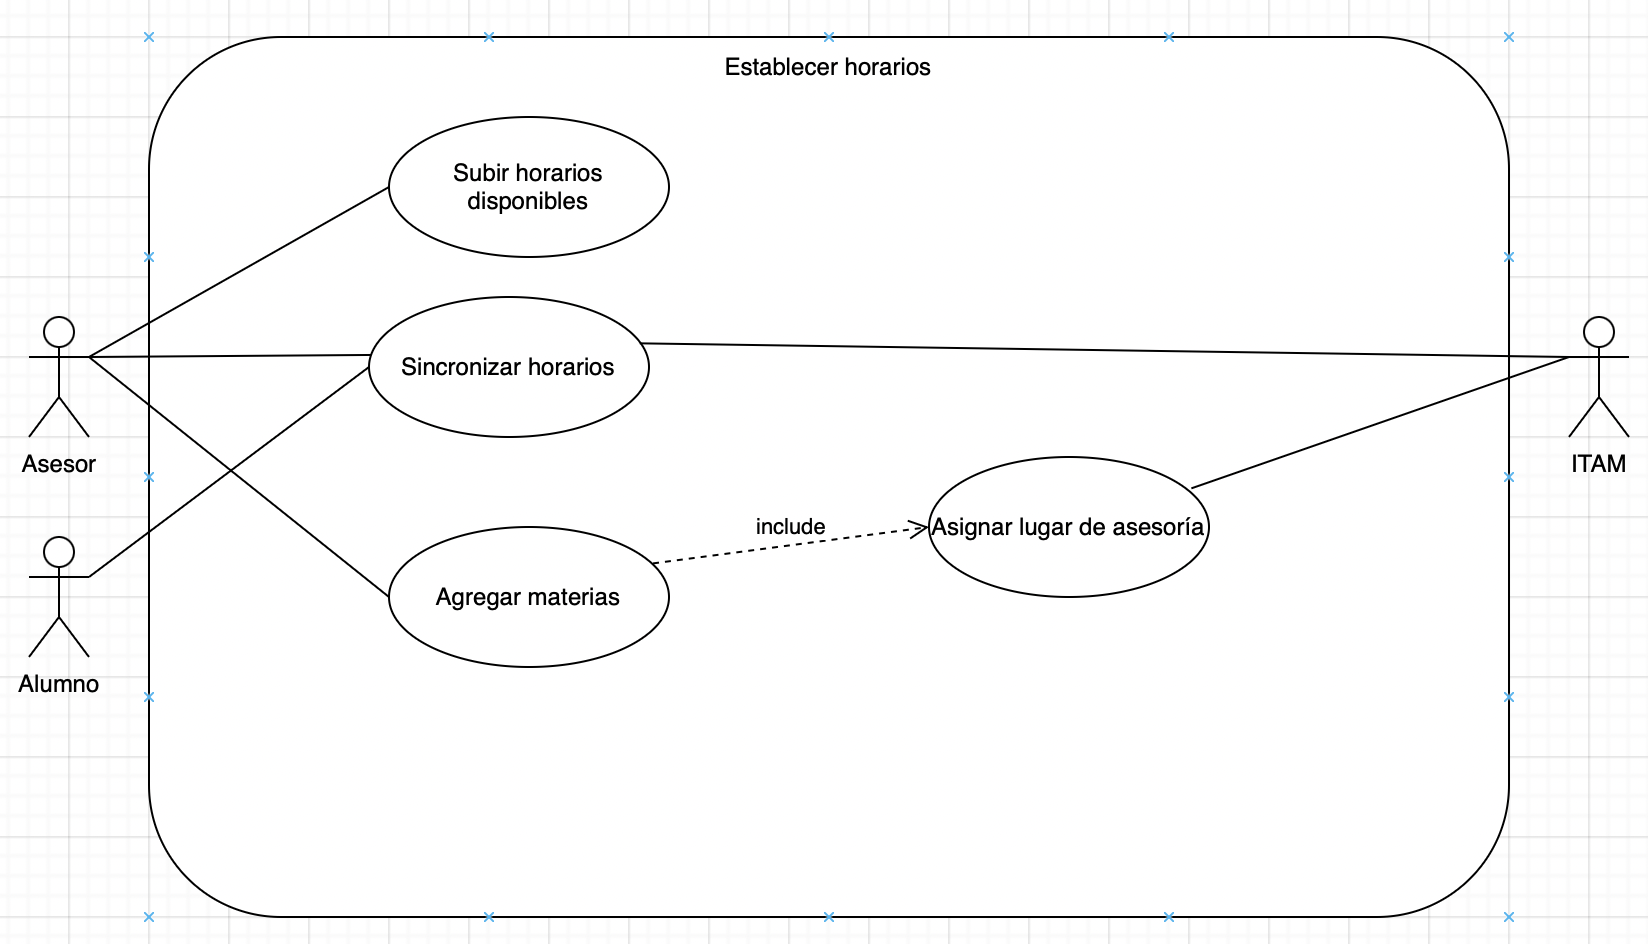 Establecer horarios
Subir horarios
disponibles
Sincronizar horarios
Asesor
ITAM
include
Asignar lugar de asesoría
Agregar materias
Alumno